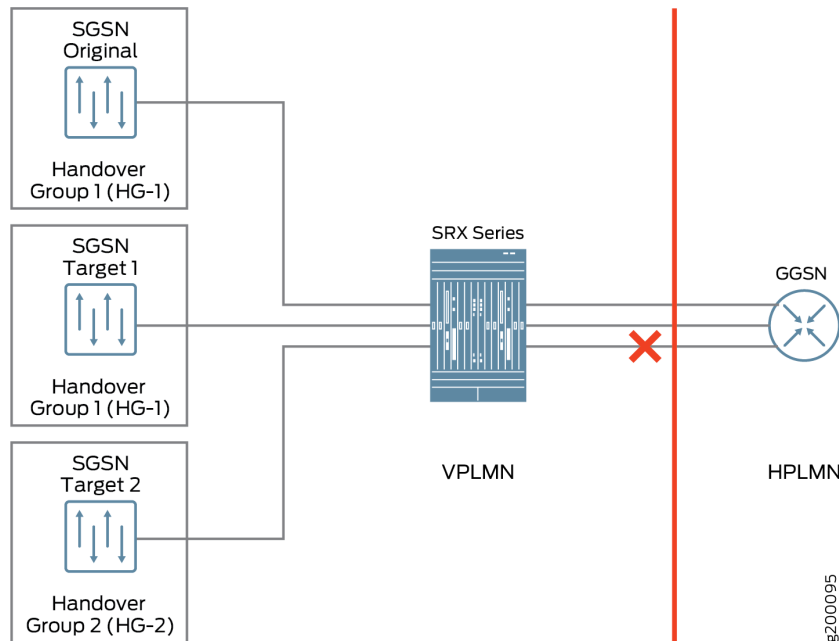 SGSN
Original
Handover
Group 1 (HG-1)
SGSN
Target 1
Handover
Group 1 (HG-1)
SGSN
Target 2
Handover
Group 2 (HG-2)
SRX Series
VPLMN
GGSN
HPLMN
g200095